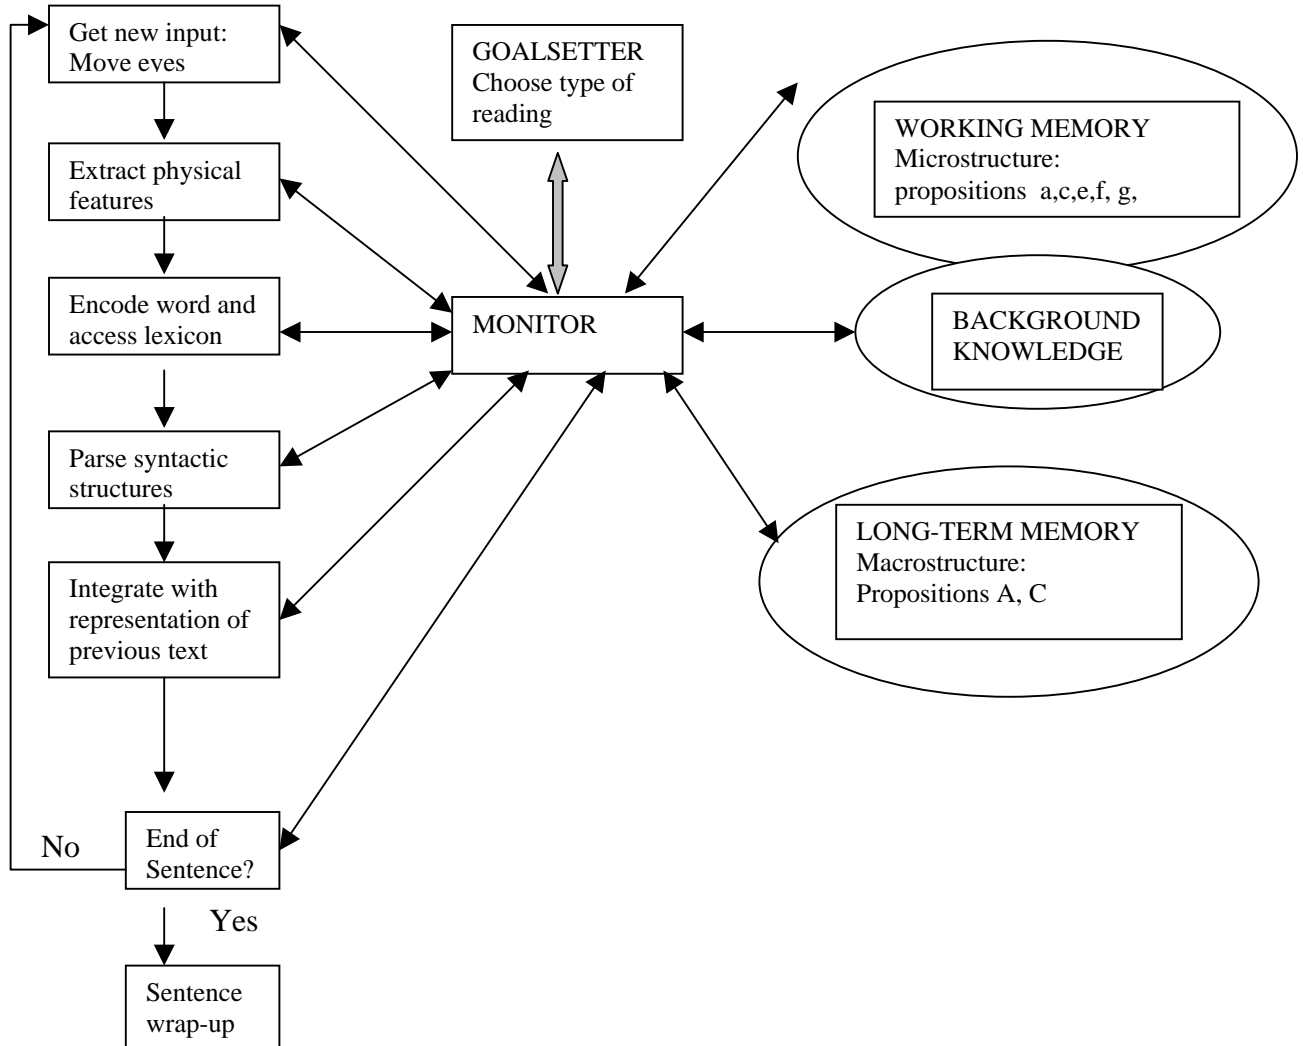 Get new input:
Move eyes
GOALSETTER
Choose type of
reading
WORKING MEMORY
Microstructure:
propositions a,c,e,f, g,
Extract physical
features
Encode word and
access lexicon
MONITOR
BACKGROUND
KNOWLEDGE
Parse syntactic
structures
LONG-TERM MEMORY
Macrostructure:
Propositions A, C
Integrate with
representation of
previous text
No
End of
Sentence?
Yes
Sentence
wrap-up